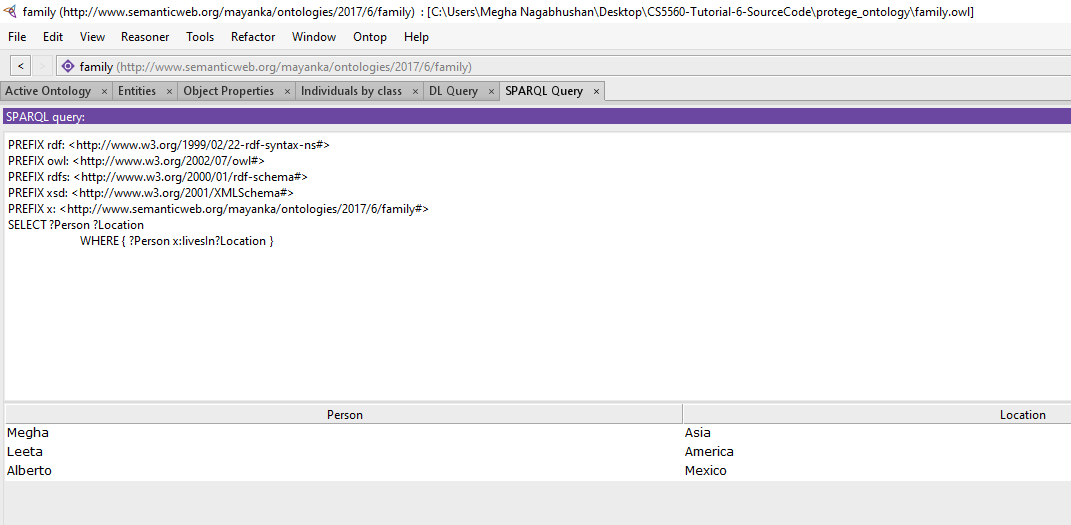 family (http://www.semanticweb.org/mayanka/ontologies/2017/6/family) : [C:\Users\Megha Nagabhushan\Desktop\CS5560-Tutorial-6-SourceCode\protege_ontology\family.owl]
File Edit View Reasoner Tools Refactor Window Ontop Help
< > family (http://www.semanticweb.org/mayanka/ontologies/2017/6/family)
Active Ontology × Entities × Object Properties × Individuals by class × DL Query × SPARQL Query ×
SPARQL query:
PREFIX rdf: <http://www.w3.org/1999/02/22-rdf-syntax-ns#>
PREFIX owl: <http://www.w3.org/2002/07/owl#>
PREFIX rdfs: <http://www.w3.org/2000/01/rdf-schema#>
PREFIX xsd: <http://www.w3.org/2001/XMLSchema#>
PREFIX x: <http://www.semanticweb.org/mayanka/ontologies/2017/6/family#>
SELECT ?Person ?Location
WHERE { ?Person x:livesIn?Location }
Person Location
Megha Asia
Leeta America
Alberto Mexico